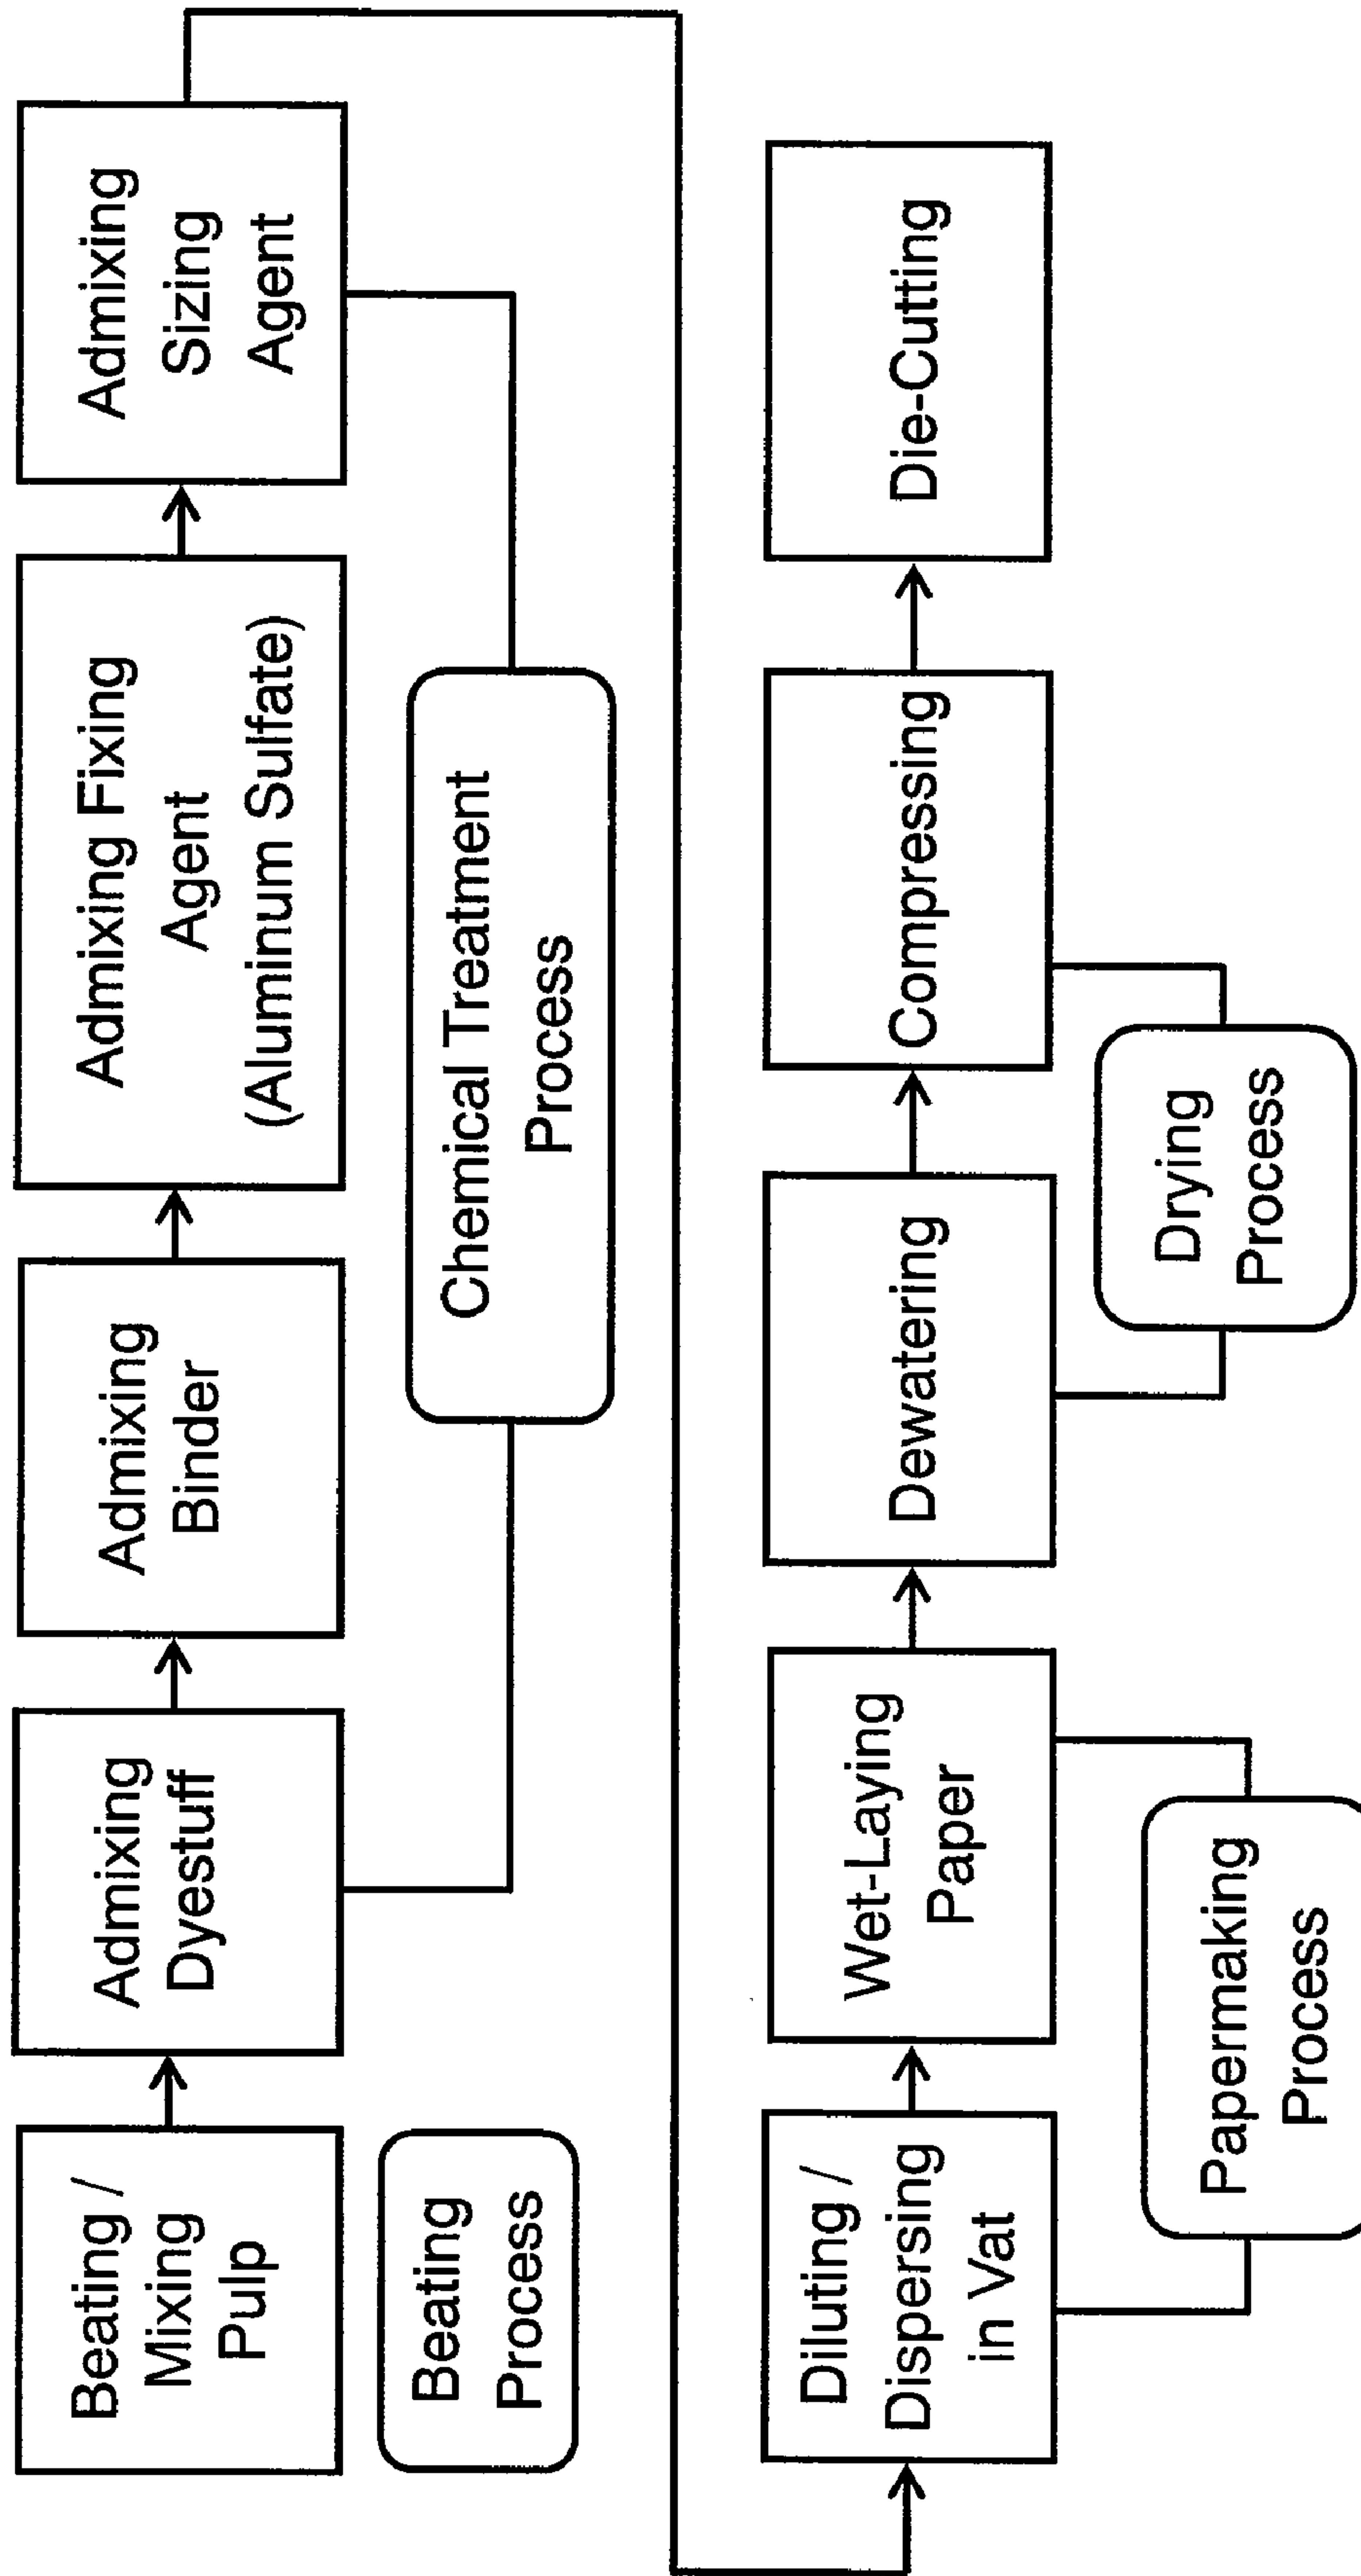 Beating /
Mixing
Pulp
Admixing
Dyestuff
Admixing
Binder
Admixing Fixing
Agent
(Aluminum Sulfate)
Admixing
Sizing
Agent
Beating
Process
Chemical Treatment
Process
Diluting /
Dispersing
in Vat
Wet-Laying
Paper
Dewatering
Compressing
Die-Cutting
Papermaking
Process
Drying
Process